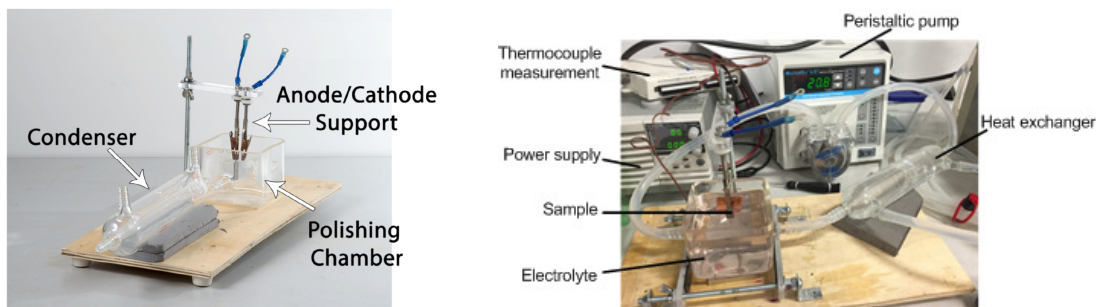 Condenser
Anode/Cathode
Support
Polishing
Chamber
Peristaltic pump
Thermocouple
measurement
20.8
Heat exchanger
Power supply
Sample
Electrolyte